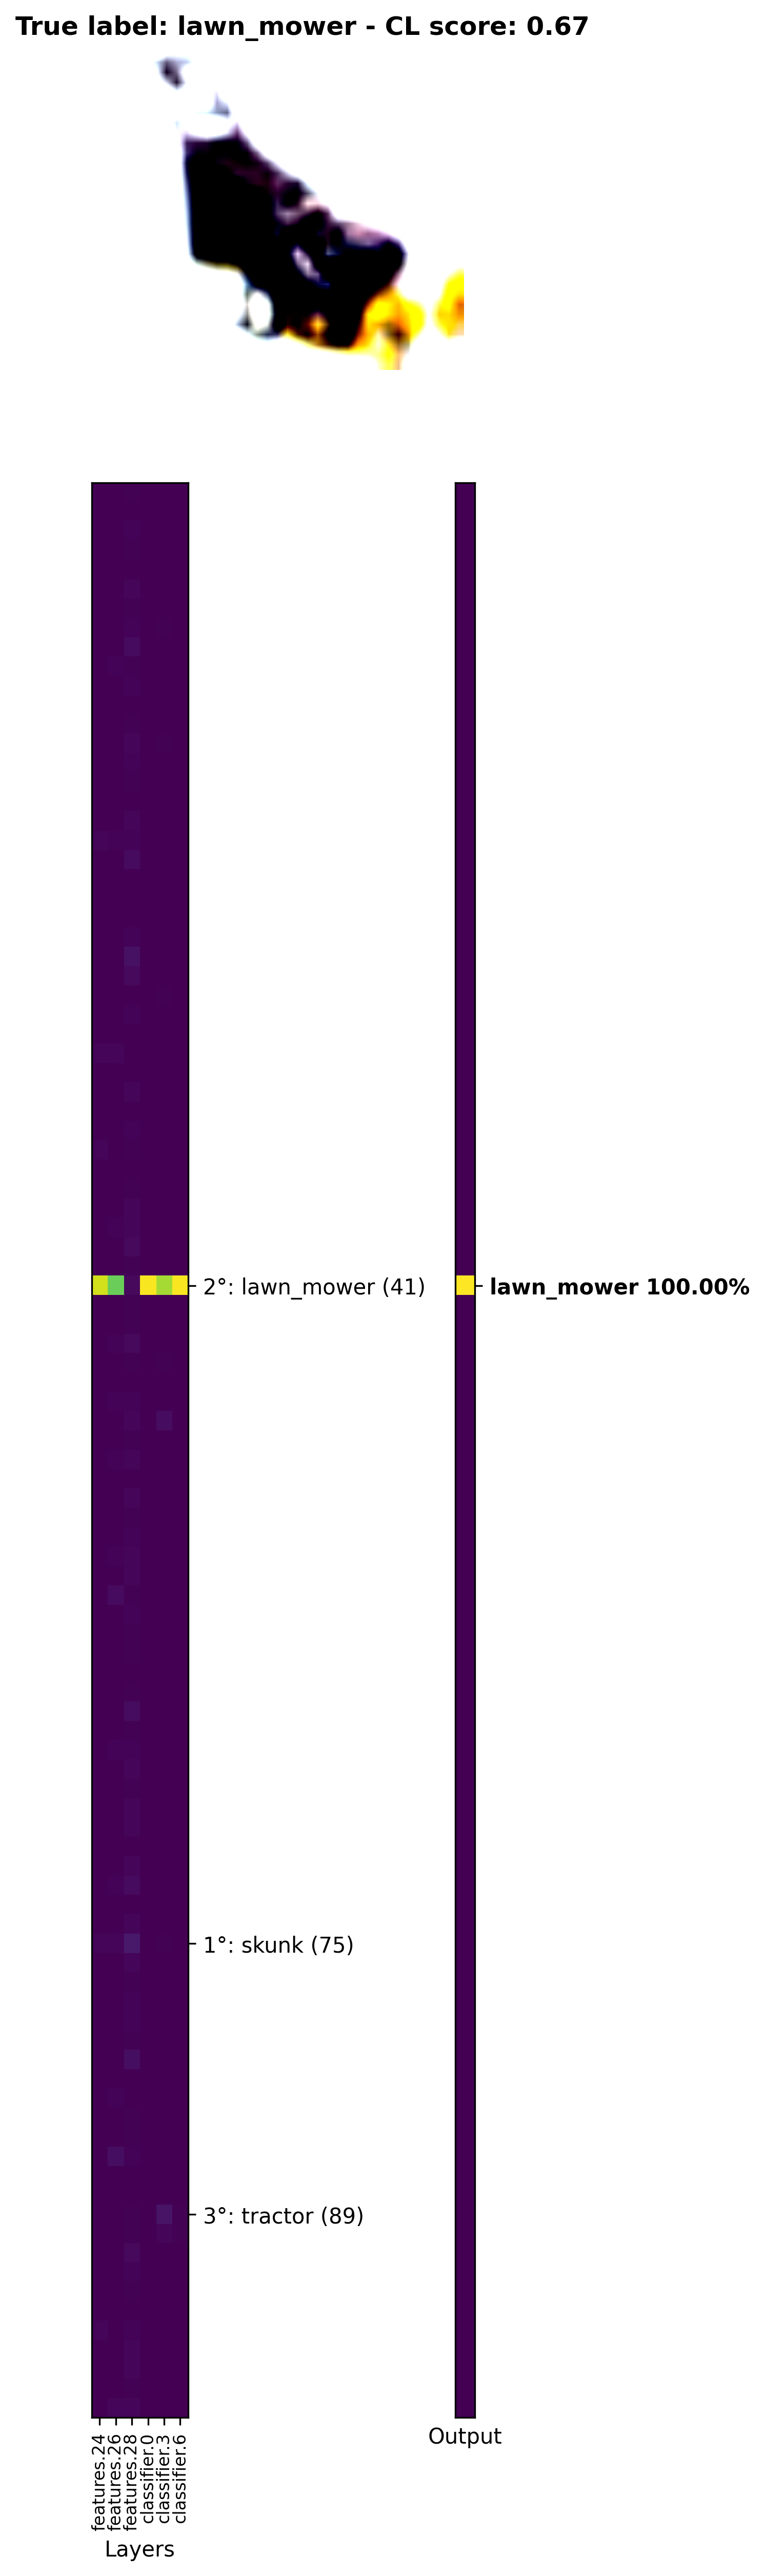 True label: lawn_mower - CL score: 0.67
2°: lawn_mower (41)
lawn_mower 100.00%
1°: skunk (75)
3°: tractor (89)
features.24
features.26
features.28
classifier.0
classifier.3
classifier.6
Layers
Output